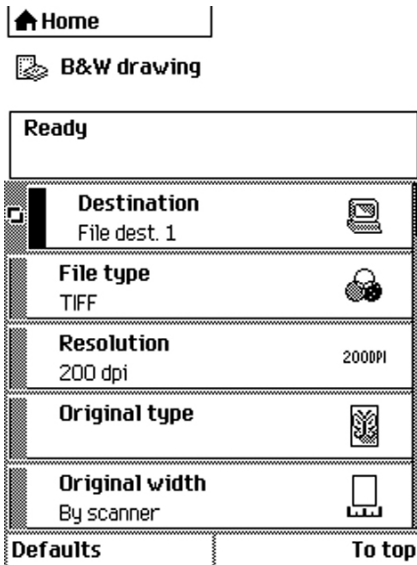 Home
B&W drawing
Ready
Destination
File dest. 1
File type
TIFF
Resolution
200 dpi
200DPI
Original type
Original width
By scanner
Defaults
To top